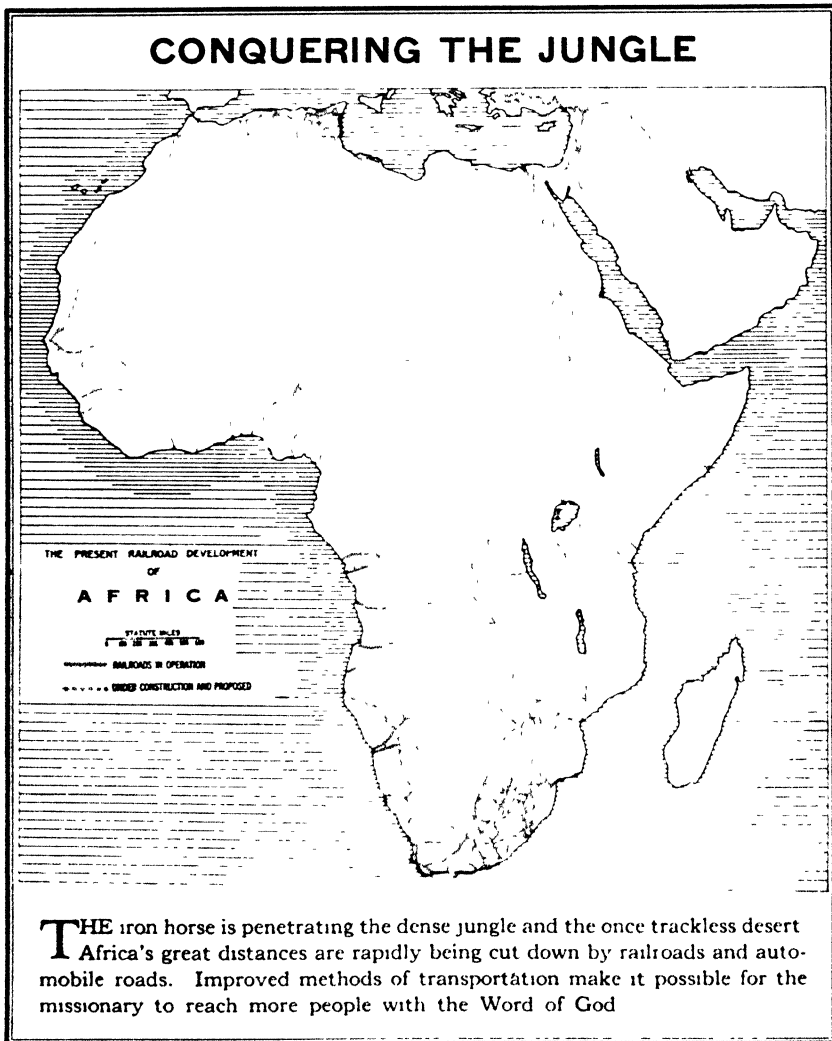 CONQUERING THE JUNGLE
THE PRESENT RAILROAD DEVELOPMENT
OF
AFRICA
STATUTE MILES
RAILROADS IN OPERATION
UNDER CONSTRUCTION AND PROPOSED
THE iron horse is penetrating the dense jungle and the once trackless desert
Africa's great distances are rapidly being cut down by railroads and auto-
mobile roads. Improved methods of transportation make it possible for the
missionary to reach more people with the Word of God